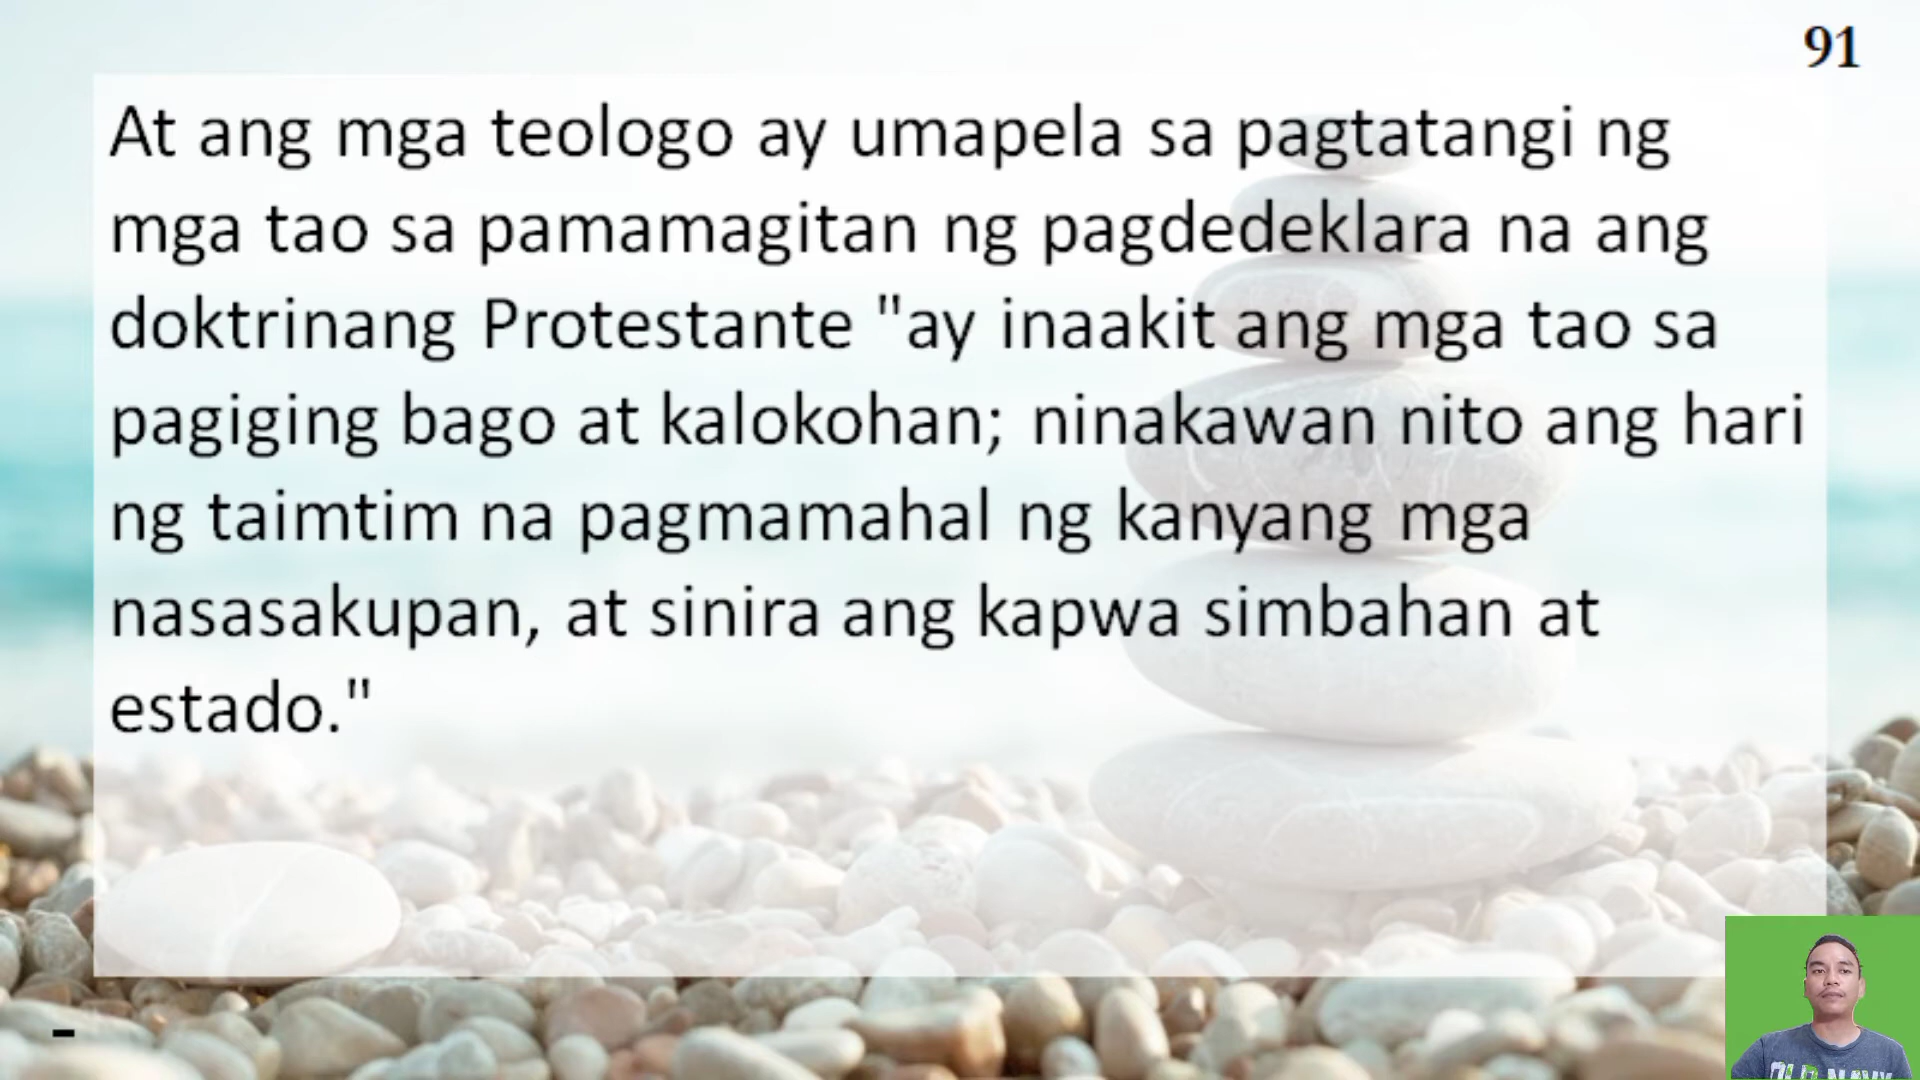 91
At ang mga teologo ay umapela sa pagtatangi ng
mga tao sa pamamagitan ng pagdedeklara na ang
doktrinang Protestante "ay inaakit ang mga tao sa
pagiging bago at kalokohan; ninakawan nito ang hari
ng taimtim na pagmamahal ng kanyang mga
nasasakupan, at sinira ang kapwa simbahan at
estado."
-
OLD NAVY